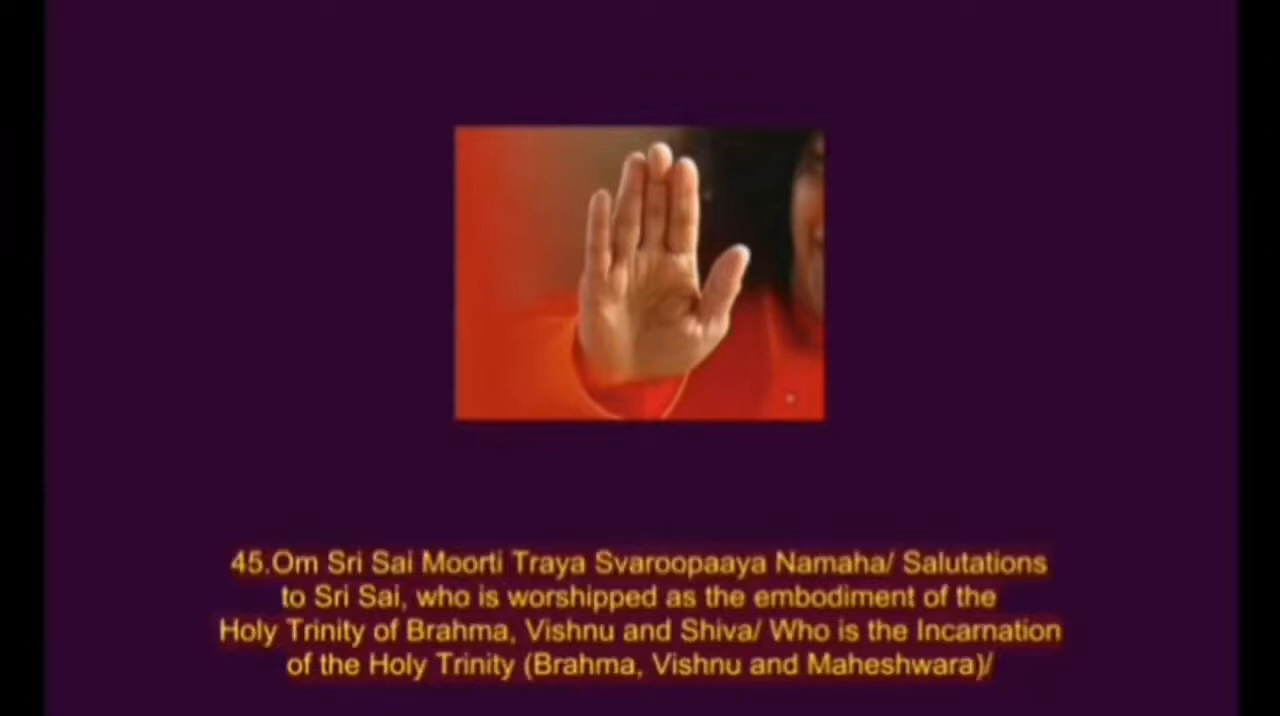 45.Om Sri Sai Moorti Traya Svaroopaaya Namaha/ Salutations
to Sri Sai, who is worshipped as the embodiment of the
Holy Trinity of Brahma, Vishnu and Shiva/ Who is the Incarnation
of the Holy Trinity (Brahma, Vishnu and Maheshwara)/